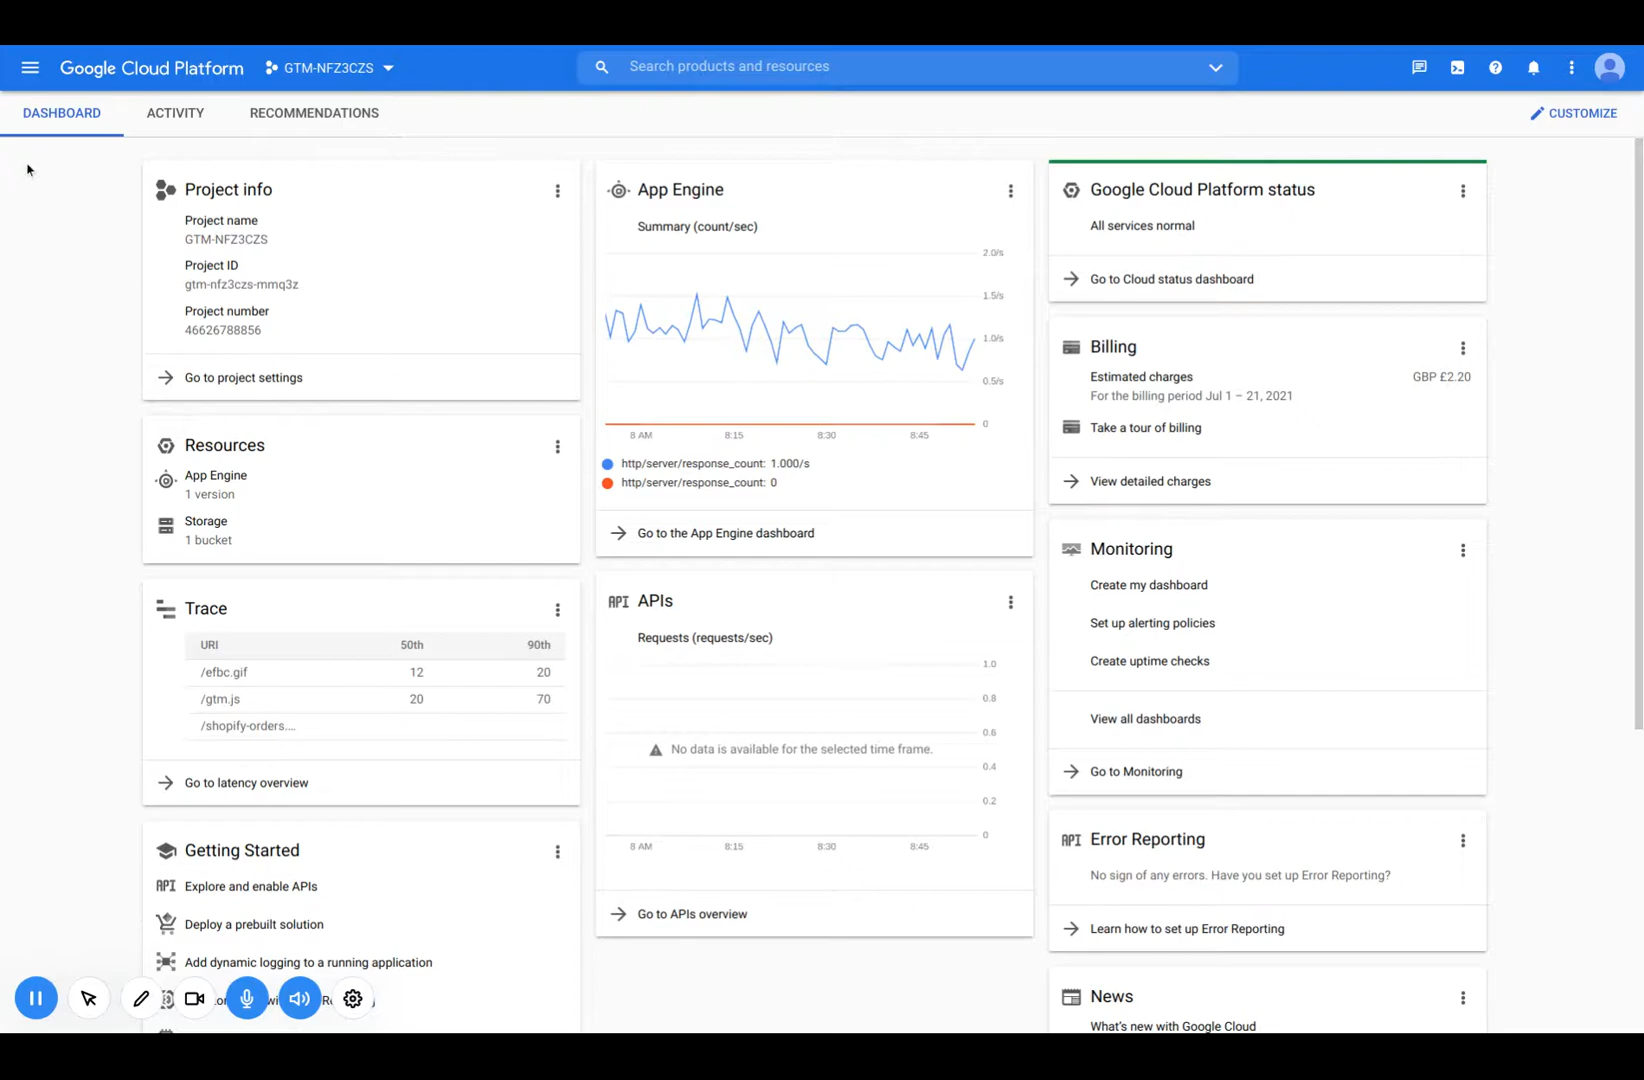 Google Cloud Platform
GTM-NFZ3CZS
Search products and resources
DASHBOARD
ACTIVITY
RECOMMENDATIONS
CUSTOMIZE
Project info
Project name
GTM-NFZ3CZS
Project ID
gtm-nfz3czs-mmq3z
Project number
46626788856
Go to project settings
Resources
App Engine
1 version
Storage
1 bucket
Trace
URI 50th 90th
/efbc.gif 12 20
/gtm.js 20 70
/shopify-orders....
Go to latency overview
Getting Started
API Explore and enable APIs
Deploy a prebuilt solution
Add dynamic logging to a running application
App Engine
Summary (count/sec)
2.0/s
1.5/s
1.0/s
0.5/s
0
8 AM 8:15 8:30 8:45
http/server/response_count: 1.000/s
http/server/response_count: 0
Go to the App Engine dashboard
API APIs
Requests (requests/sec)
1.0
0.8
0.6
No data is available for the selected time frame.
0.4
0.2
0
8 AM 8:15 8:30 8:45
Go to APIs overview
Google Cloud Platform status
All services normal
Go to Cloud status dashboard
Billing
Estimated charges GBP £2.20
For the billing period Jul 1 – 21, 2021
Take a tour of billing
View detailed charges
Monitoring
Create my dashboard
Set up alerting policies
Create uptime checks
View all dashboards
Go to Monitoring
API Error Reporting
No sign of any errors. Have you set up Error Reporting?
Learn how to set up Error Reporting
News
What's new with Google Cloud